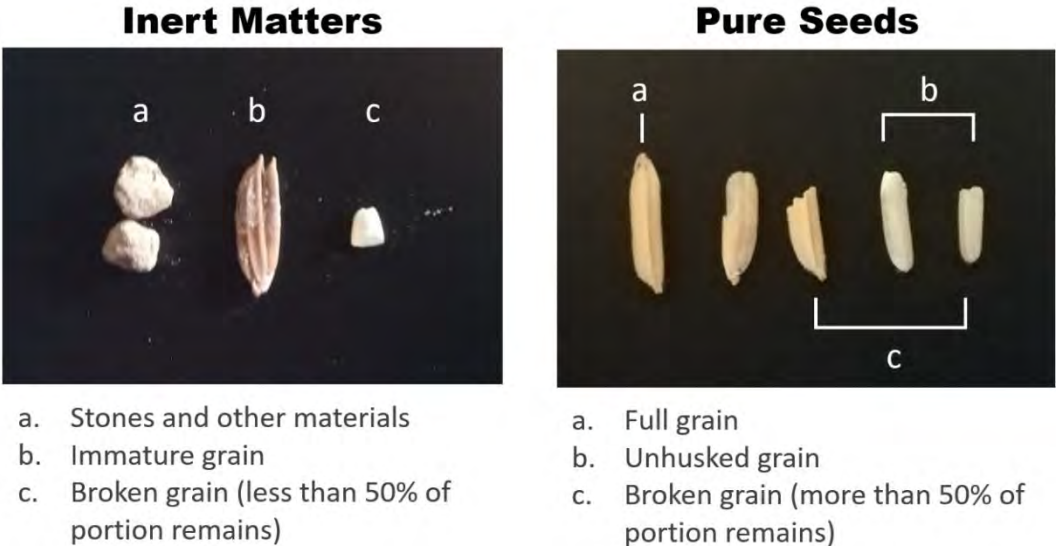 Inert Matters
a b c
a. Stones and other materials
b. Immature grain
c. Broken grain (less than 50% of
portion remains)
Pure Seeds
a b
c
a. Full grain
b. Unhusked grain
c. Broken grain (more than 50% of
portion remains)